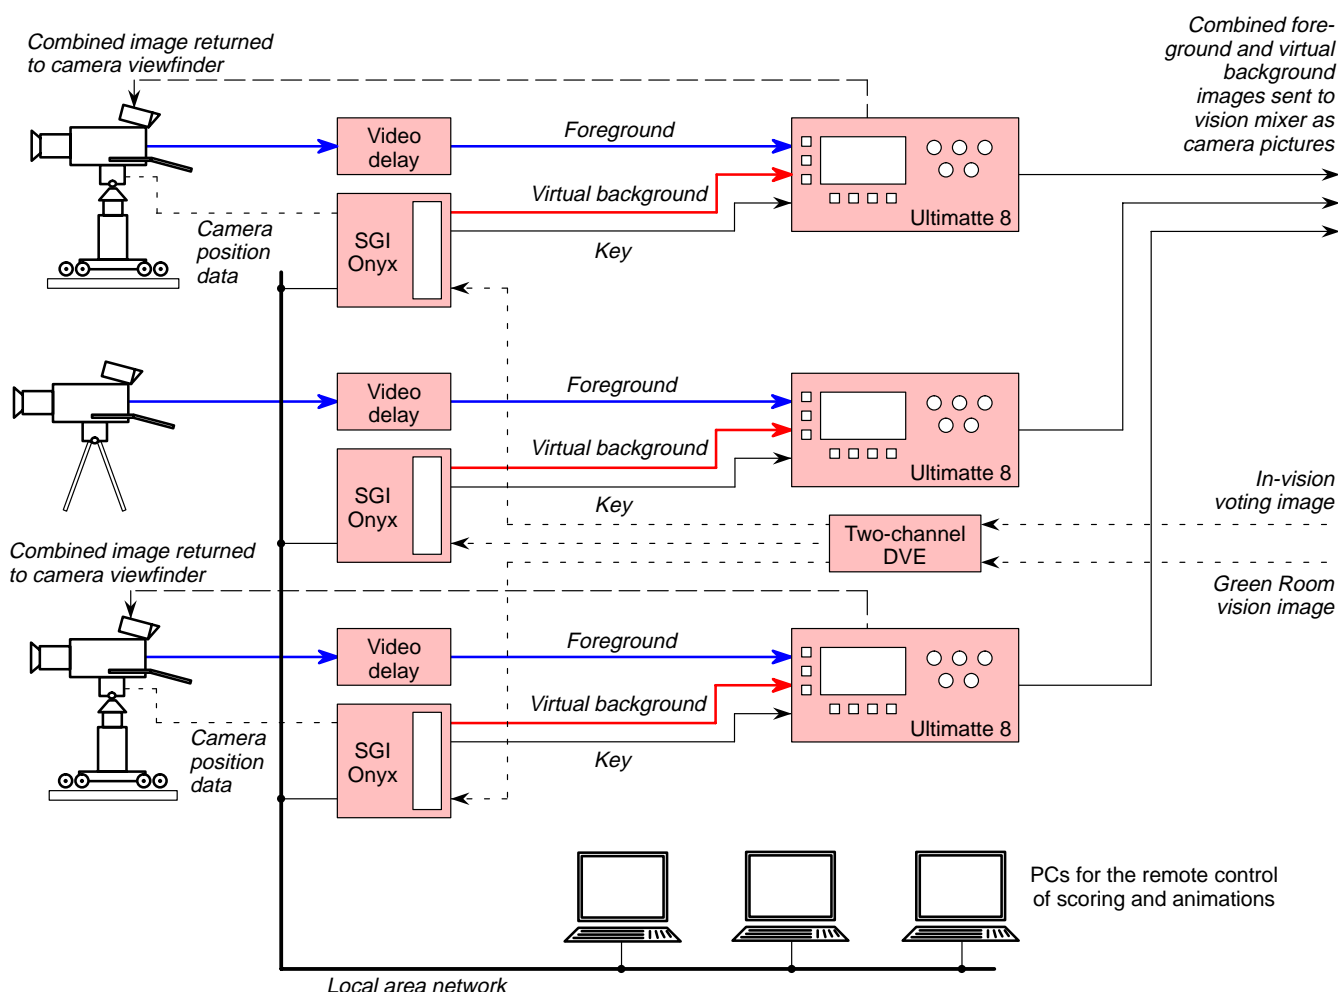 Combined image returned
to camera viewfinder
Combined fore-
ground and virtual
background
images sent to
vision mixer as
camera pictures
Video
delay
Foreground
Virtual background
Key
Ultimatte 8
SGI
Onyx
Camera
position
data
Video
delay
Foreground
Virtual background
Key
Ultimatte 8
SGI
Onyx
In-vision
voting image
Two-channel
DVE
Green Room
vision image
Combined image returned
to camera viewfinder
Video
delay
Foreground
Virtual background
Key
Ultimatte 8
SGI
Onyx
Camera
position
data
PCs for the remote control
of scoring and animations
Local area network